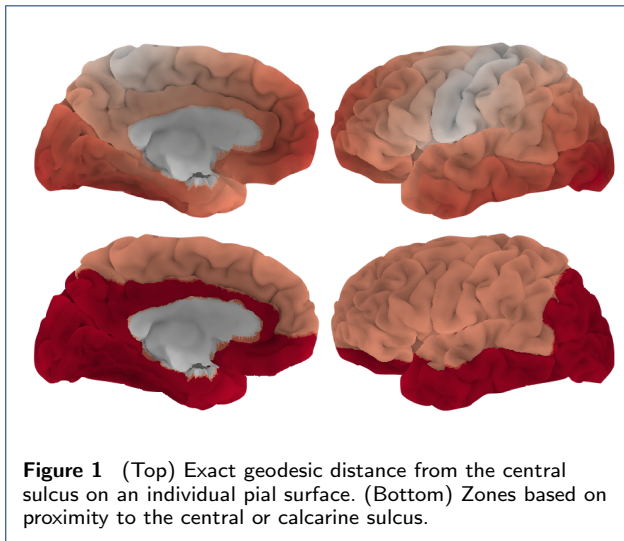 Figure 1 (Top) Exact geodesic distance from the central
sulcus on an individual pial surface. (Bottom) Zones based on
proximity to the central or calcarine sulcus.